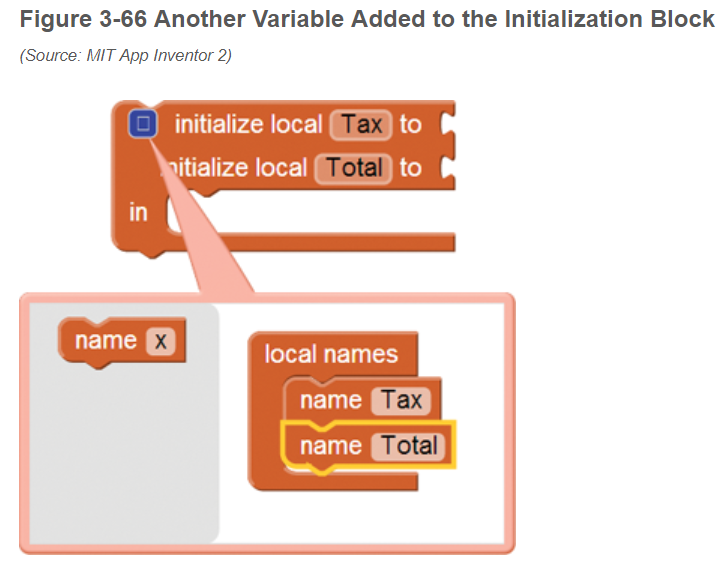 Figure 3-66 Another Variable Added to the Initialization Block
(Source: MIT App Inventor 2)
initialize local Tax to
initialize local Total to
in
name x
local names
name Tax
name Total